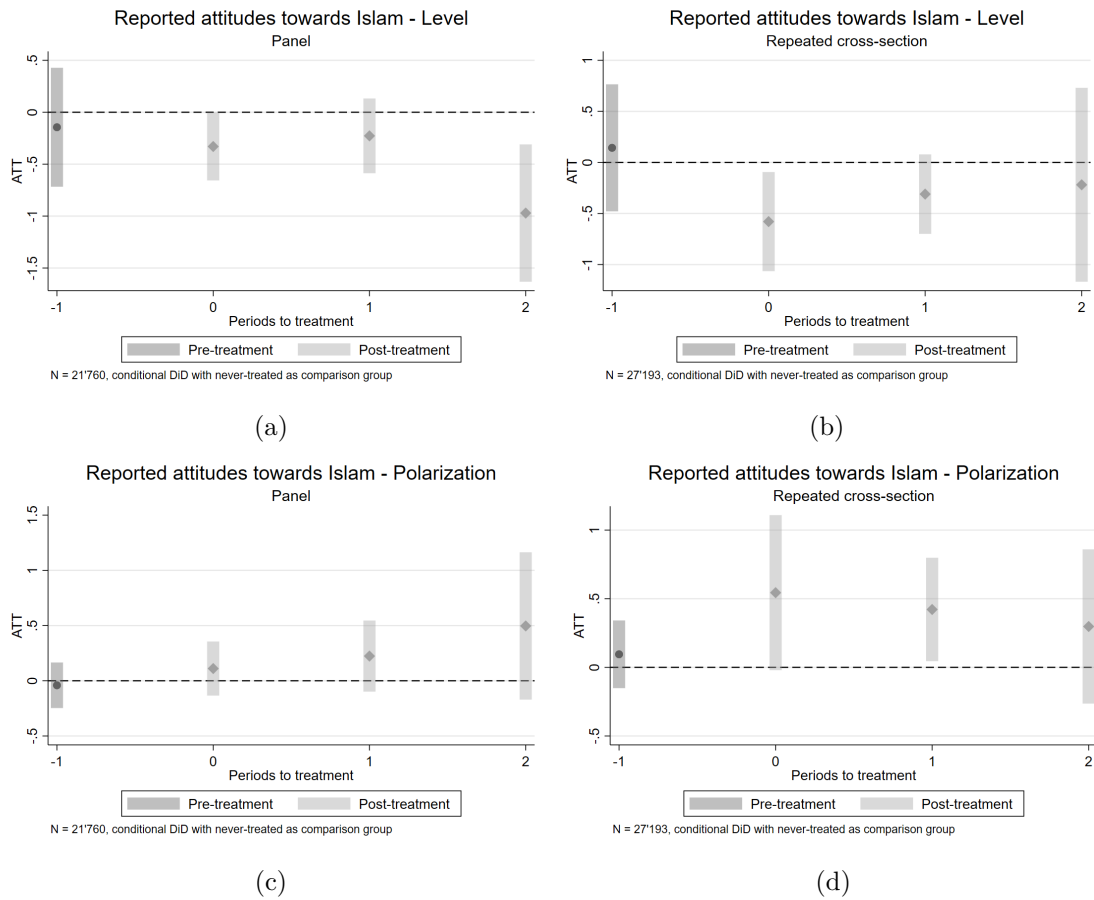 Reported attitudes towards Islam - Level
Panel
ATT
.5
0
-.5
-1
-1.5
-1 0 1 2
Periods to treatment
Pre-treatment Post-treatment
N = 21'760, conditional DiD with never-treated as comparison group
(a)
Reported attitudes towards Islam - Level
Repeated cross-section
ATT
1
.5
0
-.5
-1
-1 0 1 2
Periods to treatment
Pre-treatment Post-treatment
N = 27'193, conditional DiD with never-treated as comparison group
(b)
Reported attitudes towards Islam - Polarization
Panel
ATT
1.5
1
.5
0
-.5
-1 0 1 2
Periods to treatment
Pre-treatment Post-treatment
N = 21'760, conditional DiD with never-treated as comparison group
(c)
Reported attitudes towards Islam - Polarization
Repeated cross-section
ATT
1
.5
0
-.5
-1 0 1 2
Periods to treatment
Pre-treatment Post-treatment
N = 27'193, conditional DiD with never-treated as comparison group
(d)